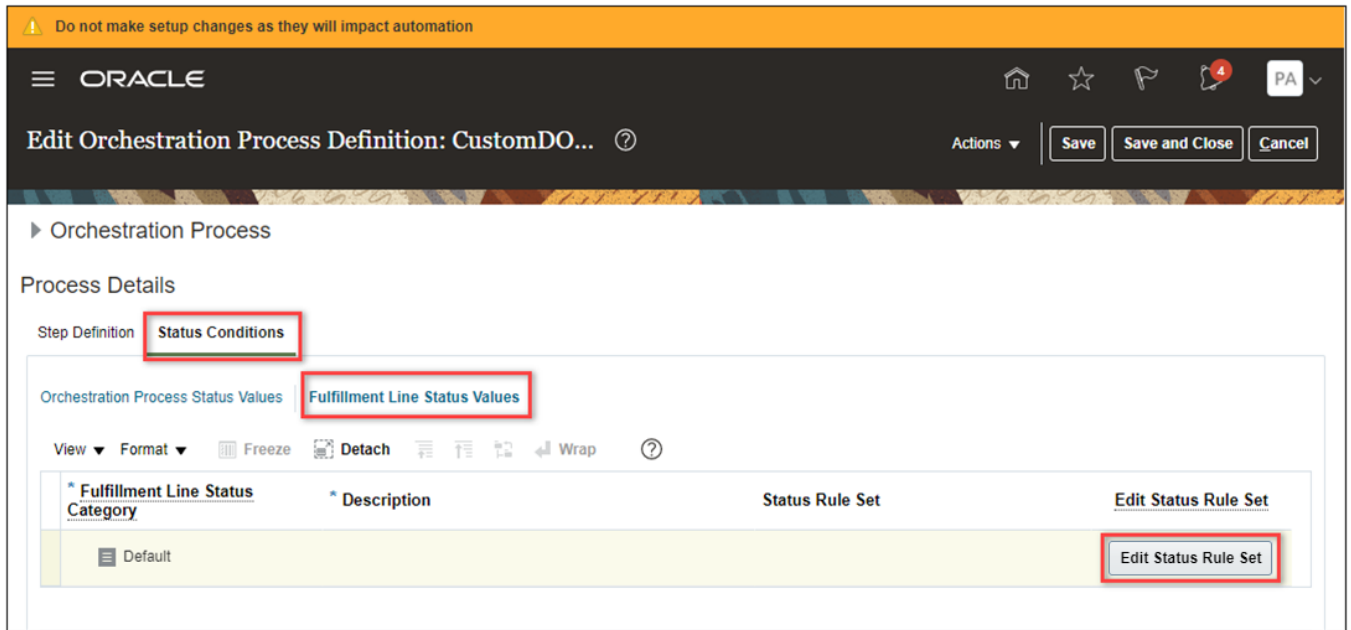 Do not make setup changes as they will impact automation
ORACLE
4
PA
Edit Orchestration Process Definition: CustomDO...
Actions
Save
Save and Close
Cancel
Orchestration Process
Process Details
Step Definition
Status Conditions
Orchestration Process Status Values
Fulfillment Line Status Values
View
Format
Freeze
Detach
Wrap
* Fulfillment Line Status
Category
* Description
Status Rule Set
Edit Status Rule Set
Default
Edit Status Rule Set